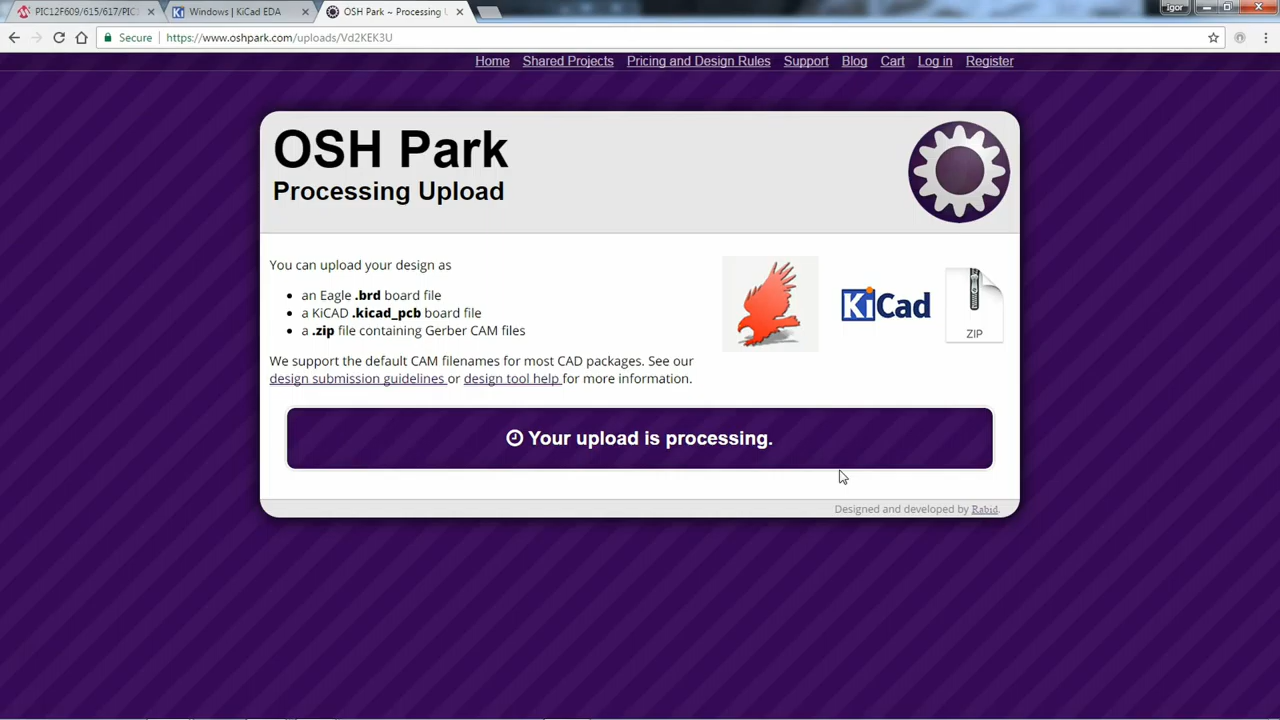 PIC12F609/615/617/PIC
Windows | KiCad EDA
OSH Park ~ Processing U
Igor
Secure
https://www.oshpark.com/uploads/Vd2KEK3U
Home Shared Projects Pricing and Design Rules Support Blog Cart Log in Register
OSH Park
Processing Upload
You can upload your design as
an Eagle .brd board file
a KiCAD .kicad_pcb board file
a .zip file containing Gerber CAM files
We support the default CAM filenames for most CAD packages. See our
design submission guidelines or design tool help for more information.
KiCad
ZIP
Your upload is processing.
Designed and developed by Rabid.